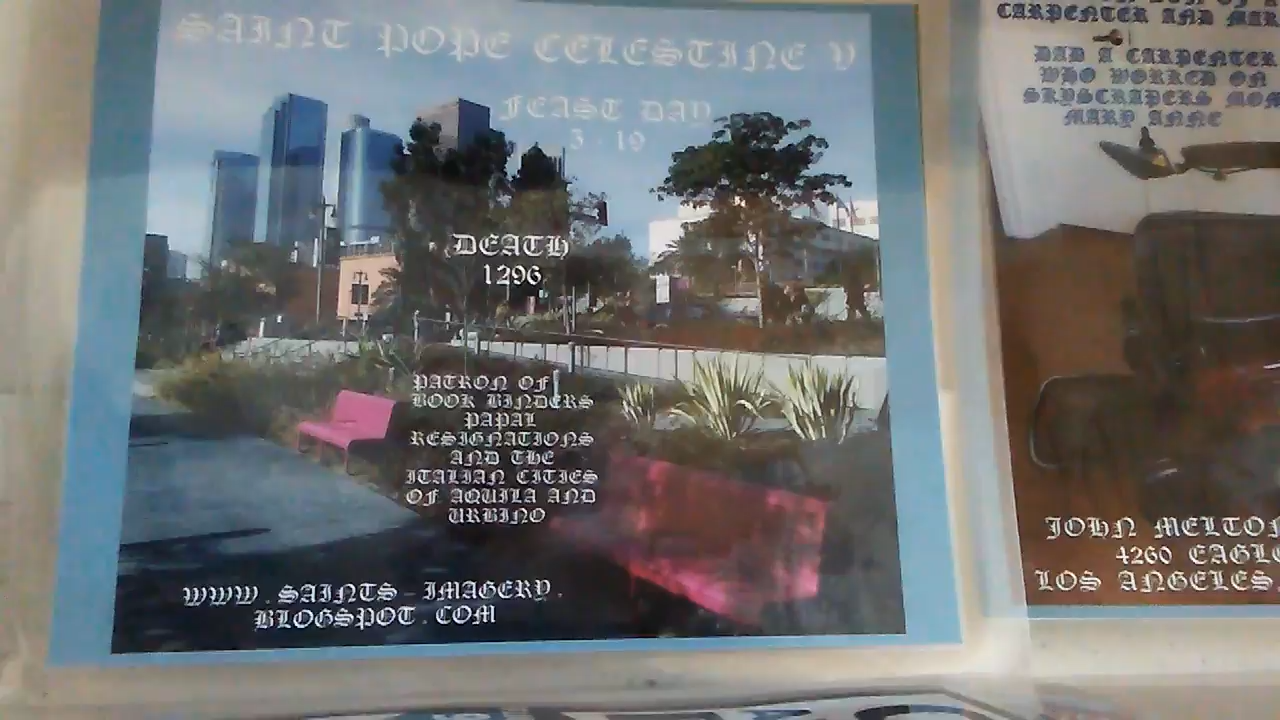 SAINT POPE CELESTINE V
FEAST DAY
5 · 19
DEATH
1296
PATRON OF
BOOK BINDERS
PAPAL
RESIGNATIONS
AND THE
ITALIAN CITIES
OF AQUILA AND
URBINO
WWW.SAINTS-IMAGERY.
BLOGSPOT.COM
CARPENTER AND MAR
DAD A CARPENTER
WHO WORKED ON
SKYSCRAPERS MOM
MARY ANNE
JOHN MELTON
4260 EAGLE
LOS ANGELES